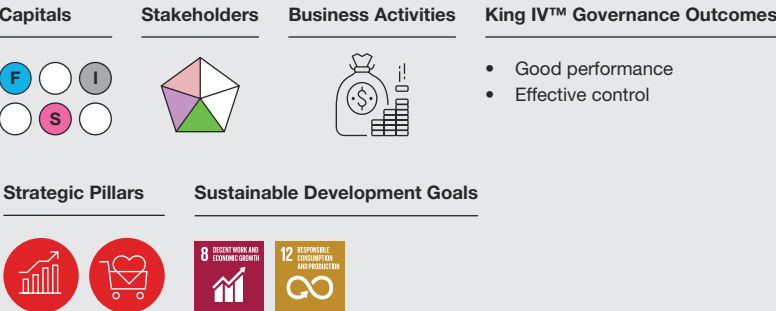 Capitals
Stakeholders
Business Activities
King IV™ Governance Outcomes
F
I
S
$
• Good performance
• Effective control
Strategic Pillars
Sustainable Development Goals
8 DECENT WORK AND
ECONOMIC GROWTH
12 RESPONSIBLE
CONSUMPTION
AND PRODUCTION